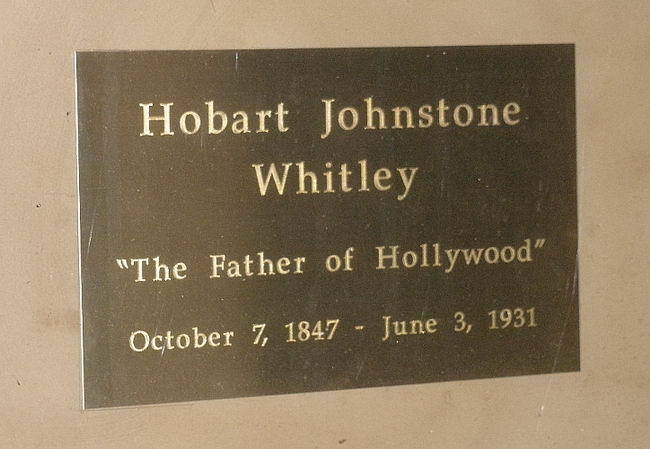 Hobart Johnstone
Whitley
“The Father of Hollywood”
October 7, 1847 - June 3, 1931